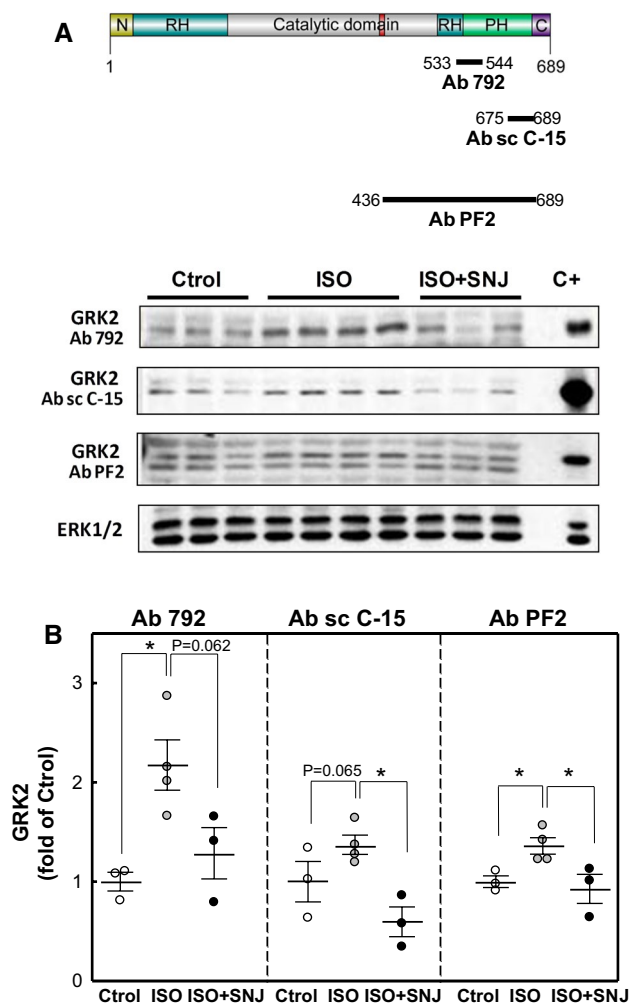 A
N RH Catalytic domain RH PH C
1 689
533 544
Ab 792
675 689
Ab sc C-15
436 689
Ab PF2
Ctrol ISO ISO+SNJ C+
GRK2
Ab 792
GRK2
Ab sc C-15
GRK2
Ab PF2
ERK1/2
B
Ab 792 Ab sc C-15 Ab PF2
* P=0.062
P=0.065 *
* *
GRK2
(fold of Ctrol)
3
2
1
0
Ctrol ISO ISO+SNJ Ctrol ISO ISO+SNJ Ctrol ISO ISO+SNJ